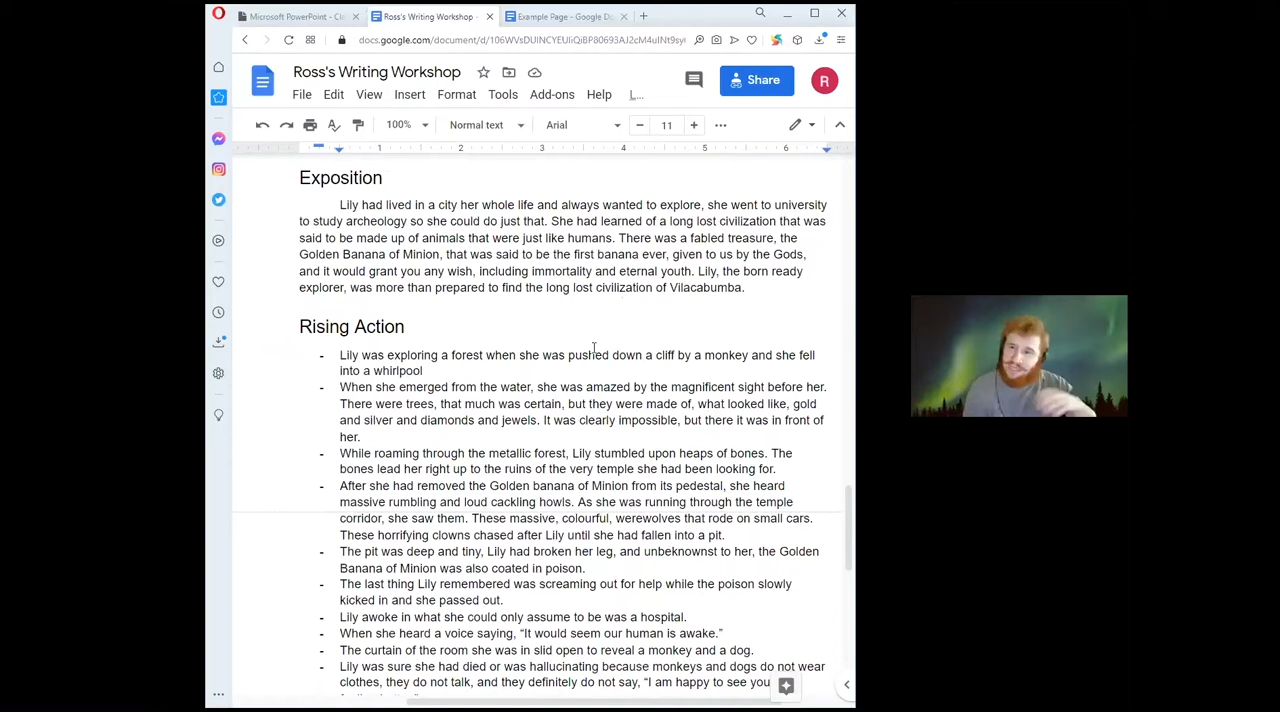 Microsoft PowerPoint - Cla
Ross's Writing Workshop -
Example Page - Google Do
docs.google.com/document/d/106WVsDUINCYEUliQiBP80693AJ2cM4uINt9sy
Ross's Writing Workshop
Share
R
File Edit View Insert Format Tools Add-ons Help L...
100% Normal text Arial 11
1 2 3 4 5 6
Exposition
Lily had lived in a city her whole life and always wanted to explore, she went to university
to study archeology so she could do just that. She had learned of a long lost civilization that was
said to be made up of animals that were just like humans. There was a fabled treasure, the
Golden Banana of Minion, that was said to be the first banana ever, given to us by the Gods,
and it would grant you any wish, including immortality and eternal youth. Lily, the born ready
explorer, was more than prepared to find the long lost civilization of Vilacabumba.
Rising Action
- Lily was exploring a forest when she was pushed down a cliff by a monkey and she fell
into a whirlpool
- When she emerged from the water, she was amazed by the magnificent sight before her.
There were trees, that much was certain, but they were made of, what looked like, gold
and silver and diamonds and jewels. It was clearly impossible, but there it was in front of
her.
- While roaming through the metallic forest, Lily stumbled upon heaps of bones. The
bones lead her right up to the ruins of the very temple she had been looking for.
- After she had removed the Golden banana of Minion from its pedestal, she heard
massive rumbling and loud cackling howls. As she was running through the temple
corridor, she saw them. These massive, colourful, werewolves that rode on small cars.
These horrifying clowns chased after Lily until she had fallen into a pit.
- The pit was deep and tiny, Lily had broken her leg, and unbeknownst to her, the Golden
Banana of Minion was also coated in poison.
- The last thing Lily remembered was screaming out for help while the poison slowly
kicked in and she passed out.
- Lily awoke in what she could only assume to be was a hospital.
- When she heard a voice saying, “It would seem our human is awake.”
- The curtain of the room she was in slid open to reveal a monkey and a dog.
- Lily was sure she had died or was hallucinating because monkeys and dogs do not wear
clothes, they do not talk, and they definitely do not say, “I am happy to see you